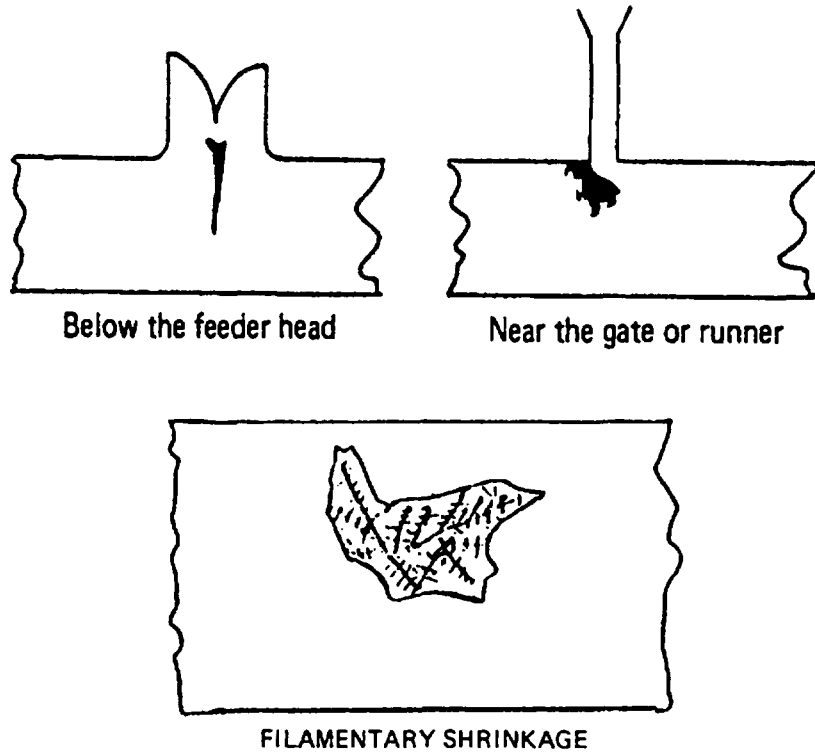 Below the feeder head
Near the gate or runner
FILAMENTARY SHRINKAGE